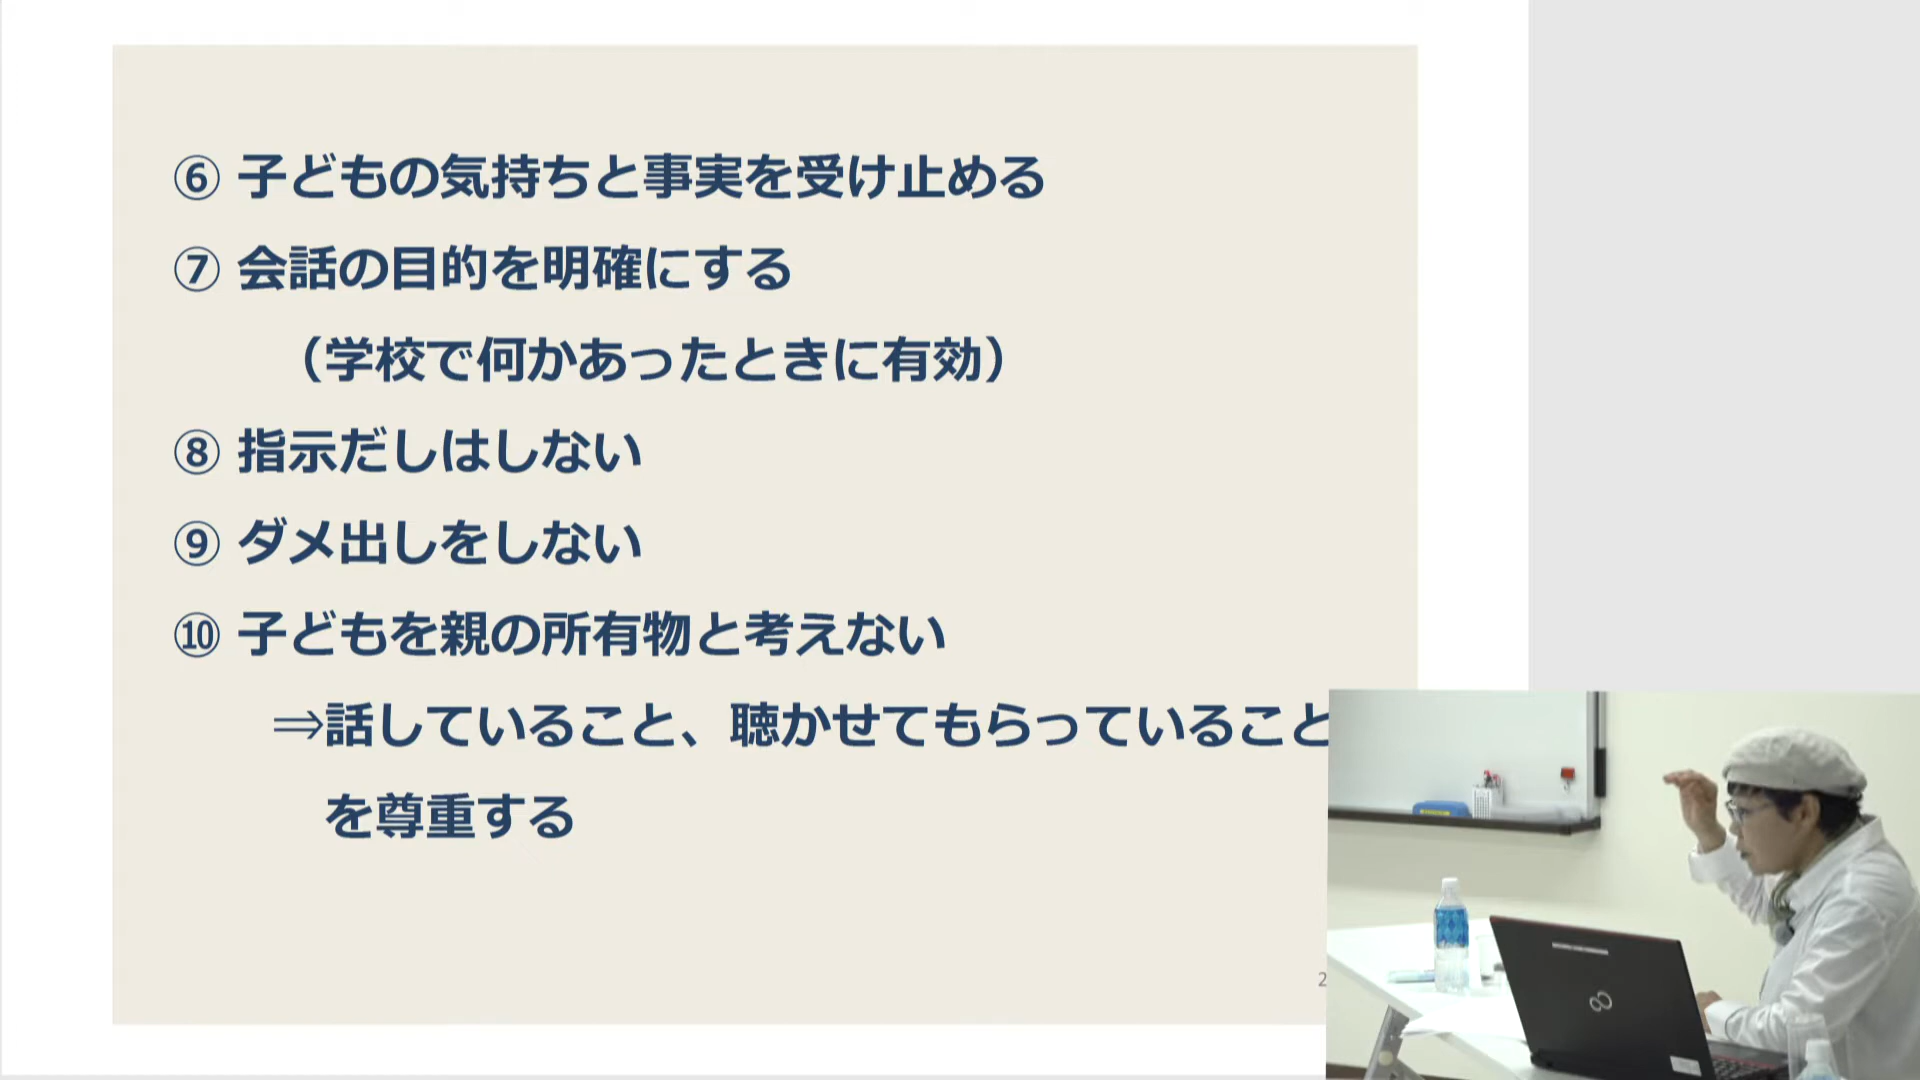 ⑥ 子どもの気持ちと事実を受け止める
⑦ 会話の目的を明確にする
（学校で何かあったときに有効）
⑧ 指示だしはしない
⑨ ダメ出しをしない
⑩ 子どもを親の所有物と考えない
⇒話していること、聴かせてもらっていること
を尊重する
2